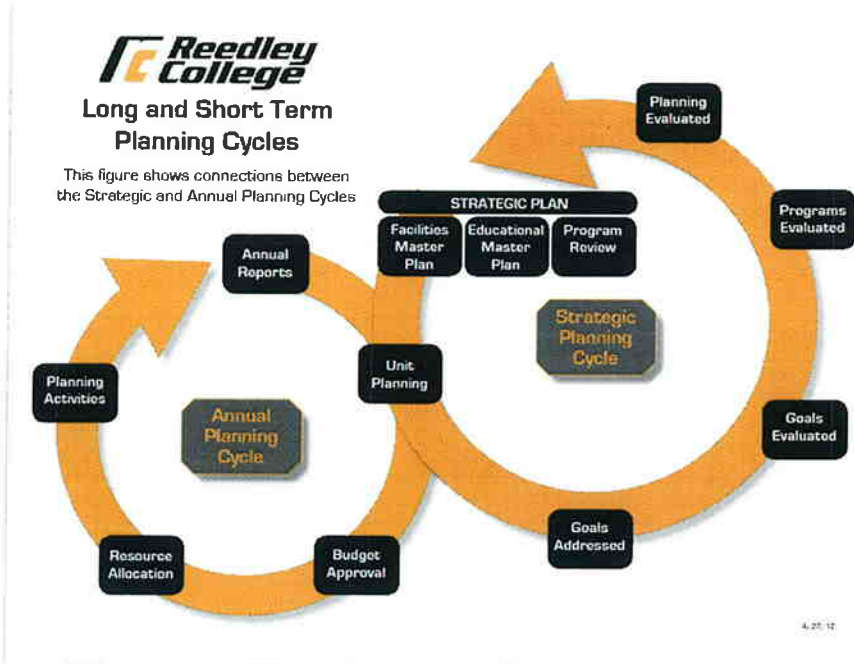 Reedley
College
Long and Short Term
Planning Cycles
This figure shows connections between
the Strategic and Annual Planning Cycles
Planning
Evaluated
STRATEGIC PLAN
Facilities
Master
Plan
Educational
Master
Plan
Program
Review
Programs
Evaluated
Annual
Reports
Strategic
Planning
Cycle
Unit
Planning
Planning
Activities
Annual
Planning
Cycle
Goals
Evaluated
Goals
Addressed
Resource
Allocation
Budget
Approval